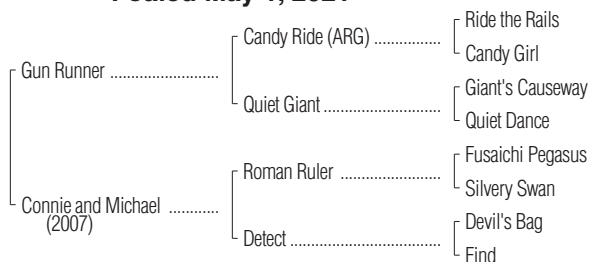 Foaled May 1, 2021
Gun Runner
Candy Ride (ARG)
Ride the Rails
Candy Girl
Quiet Giant
Giant's Causeway
Quiet Dance
Connie and Michael
(2007)
Roman Ruler
Fusaichi Pegasus
Silvery Swan
Detect
Devil's Bag
Find